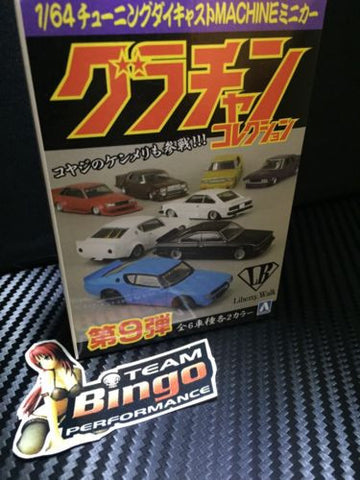 1/64チューニングダイキャストMACHINEミニカー
グラチャン
コレクション
コヤジのケンメリも参戦!!!
LB
Liberty Walk
第9弾
全6車種各2カラー
A
TEAM
Bingo
PERFORMANCE